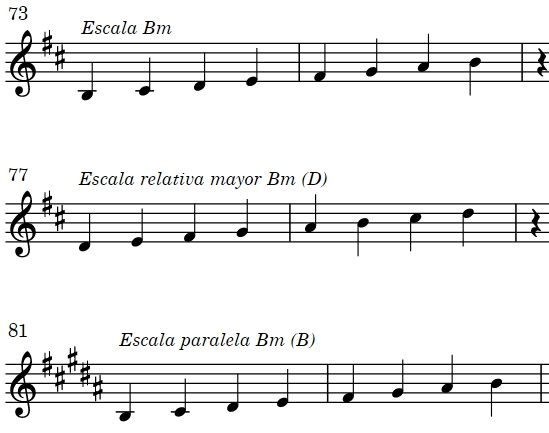 73
Escala Bm
77
Escala relativa mayor Bm (D)
81
Escala paralela Bm (B)